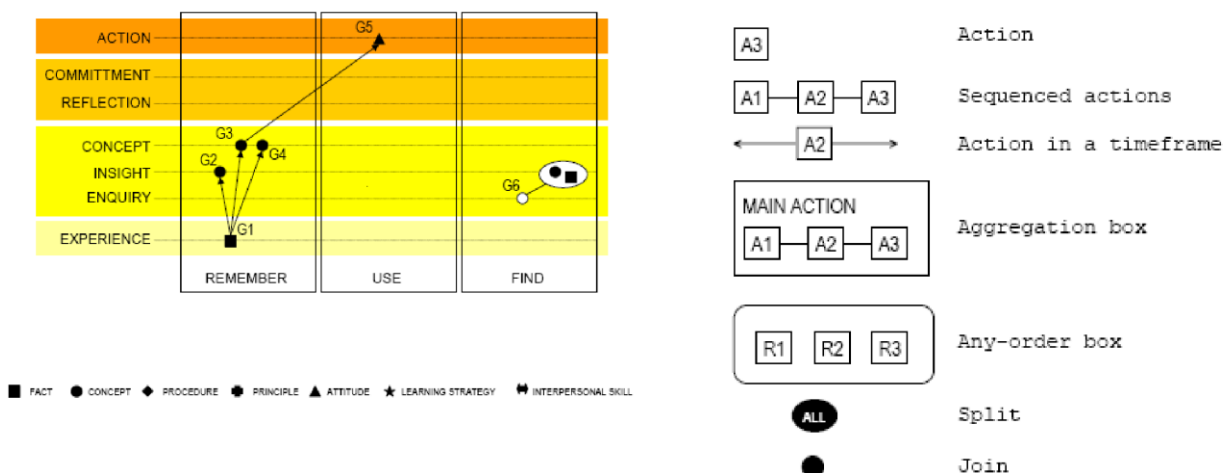 ACTION
COMMITTMENT
REFLECTION
CONCEPT
INSIGHT
ENQUIRY
EXPERIENCE
G5
G3
G4
G2
G6
G1
REMEMBER USE FIND
FACT CONCEPT PROCEDURE PRINCIPLE ATTITUDE LEARNING STRATEGY INTERPERSONAL SKILL
A3 Action
A1 A2 A3 Sequenced actions
A2 Action in a timeframe
MAIN ACTION
A1 A2 A3 Aggregation box
R1 R2 R3 Any-order box
ALL Split
Join